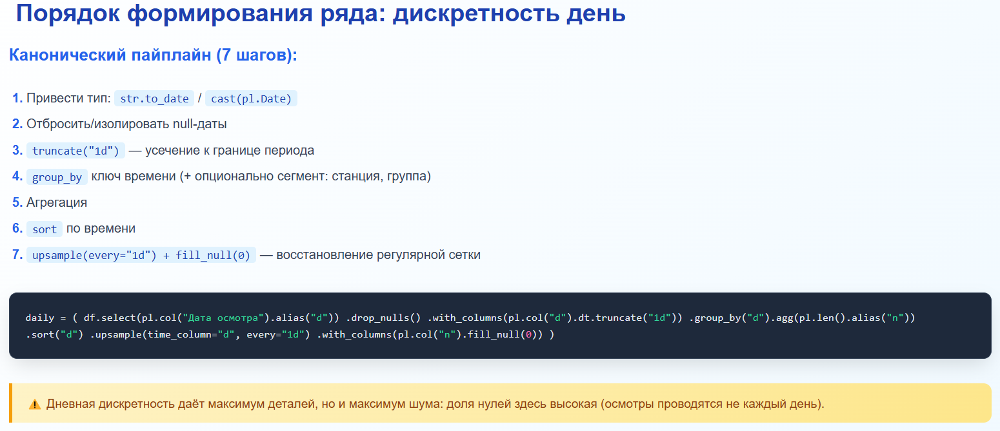 Порядок формирования ряда: дискретность день
Канонический пайплайн (7 шагов):
1. Привести тип: str.to_date / cast(pl.Date)
2. Отбросить/изолировать null-даты
3. truncate("1d") — усечение к границе периода
4. group_by ключ времени (+ опционально сегмент: станция, группа)
5. Агрегация
6. sort по времени
7. upsample(every="1d") + fill_null(0) — восстановление регулярной сетки
daily = ( df.select(pl.col("Дата осмотра").alias("d")) .drop_nulls() .with_columns(pl.col("d").dt.truncate("1d")) .group_by("d").agg(pl.len().alias("n"))
.sort("d") .upsample(time_column="d", every="1d") .with_columns(pl.col("n").fill_null(0)) )
⚠️ Дневная дискретность даёт максимум деталей, но и максимум шума: доля нулей здесь высокая (осмотры проводятся не каждый день).